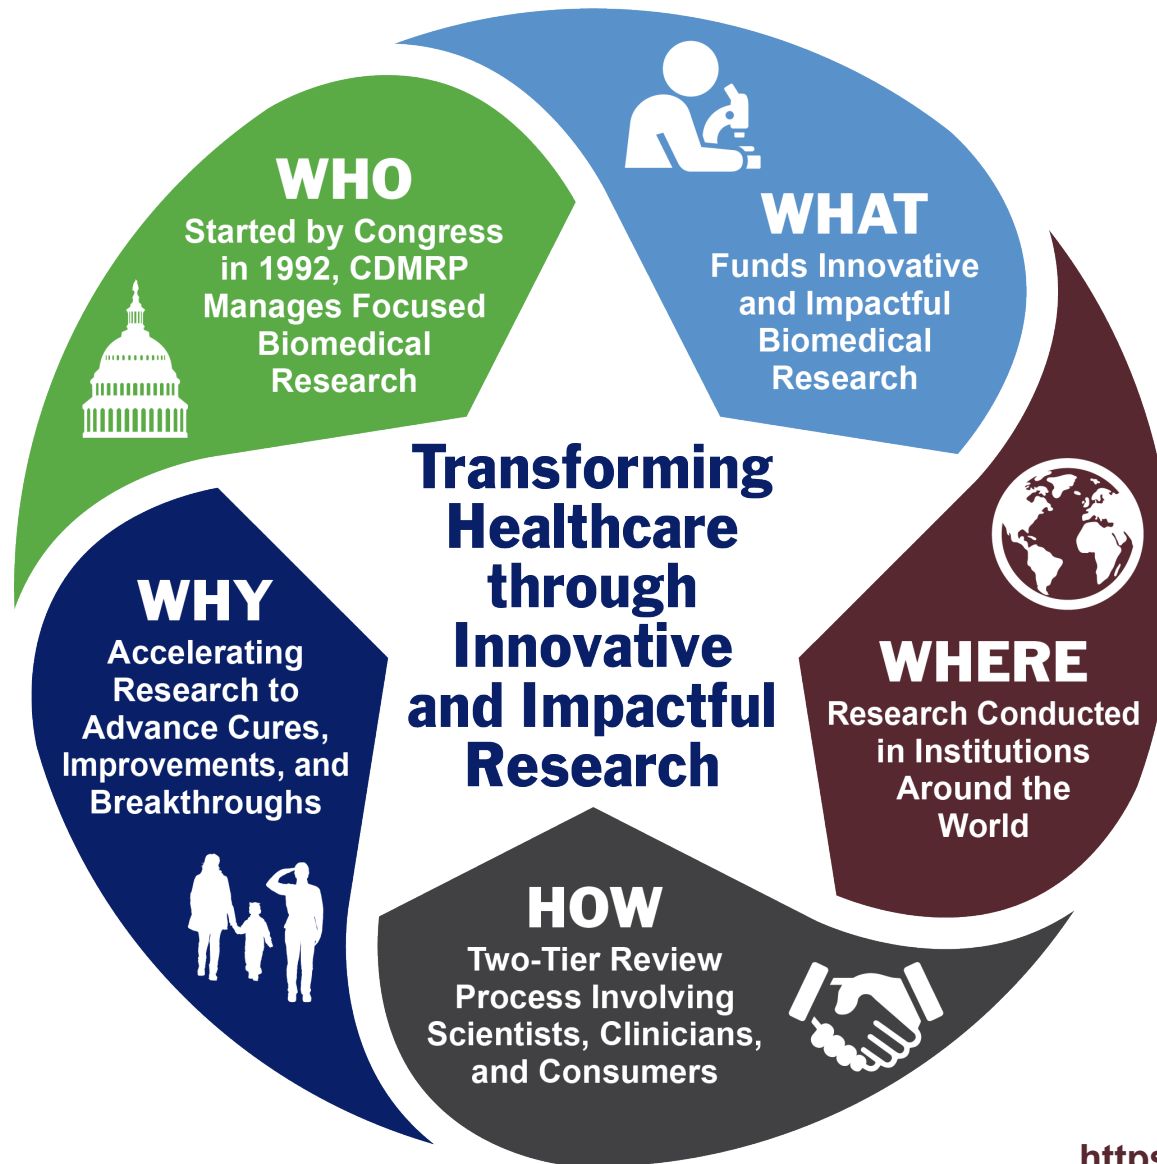 WHO
Started by Congress
in 1992, CDMRP
Manages Focused
Biomedical
Research
WHAT
Funds Innovative
and Impactful
Biomedical
Research
WHERE
Research Conducted
in Institutions
Around the
World
HOW
Two-Tier Review
Process Involving
Scientists, Clinicians,
and Consumers
WHY
Accelerating
Research to
Advance Cures,
Improvements, and
Breakthroughs
Transforming
Healthcare
through
Innovative
and Impactful
Research
https